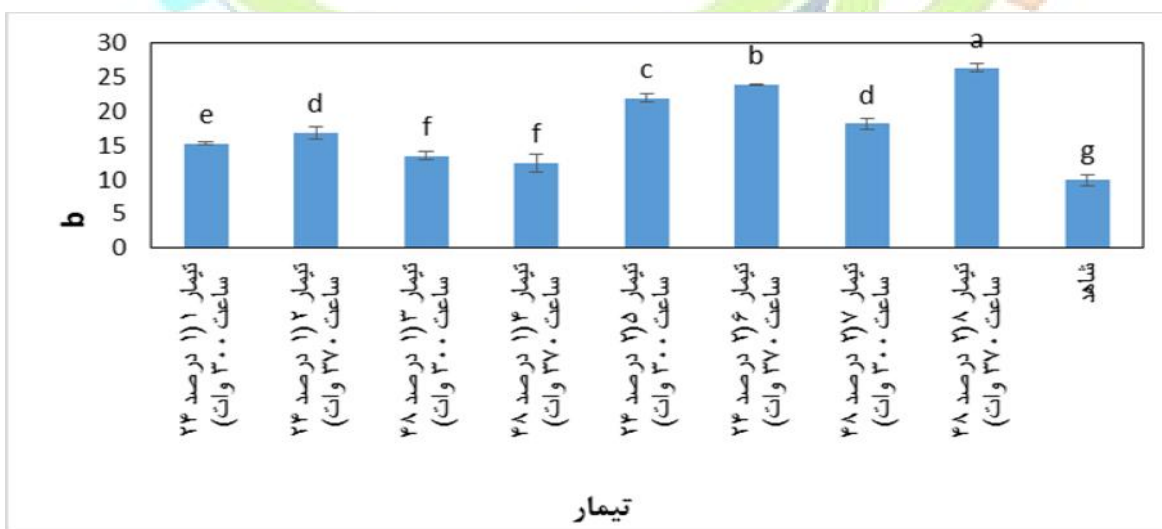 30
25
20
15
10
5
0
b
e
d
f
f
c
b
d
a
g
تیمار ۱ (۱ درصد ۲۴
ساعت ۳۰۰ وات)
تیمار ۲ (۱ درصد ۲۴
ساعت ۳۷۰ وات)
تیمار ۳ (۱ درصد ۴۸
ساعت ۳۰۰ وات)
تیمار ۴ (۱ درصد ۴۸
ساعت ۳۷۰ وات)
تیمار ۵ (۲ درصد ۲۴
ساعت ۳۰۰ وات)
تیمار ۶ (۲ درصد ۲۴
ساعت ۳۷۰ وات)
تیمار ۷ (۲ درصد ۴۸
ساعت ۳۰۰ وات)
تیمار ۸ (۲ درصد ۴۸
ساعت ۳۷۰ وات)
شاهد
تیمار